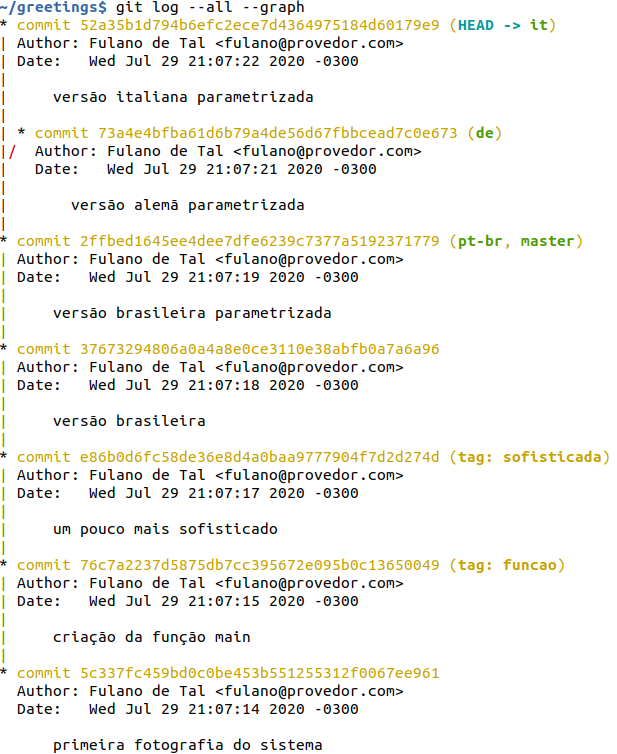 ~/greetings$ git log --all --graph
* commit 52a35b1d794b6efc2ece7d4364975184d60179e9 (HEAD -> it)
| Author: Fulano de Tal <fulano@provedor.com>
| Date:   Wed Jul 29 21:07:22 2020 -0300
|
|     versão italiana parametrizada
|
| * commit 73a4e4bfba61d6b79a4de56d67fbbcead7c0e673 (de)
|/  Author: Fulano de Tal <fulano@provedor.com>
|   Date:   Wed Jul 29 21:07:21 2020 -0300
|
|       versão alemã parametrizada
|
* commit 2ffbed1645ee4dee7dfe6239c7377a5192371779 (pt-br, master)
| Author: Fulano de Tal <fulano@provedor.com>
| Date:   Wed Jul 29 21:07:19 2020 -0300
|
|     versão brasileira parametrizada
|
* commit 37673294806a0a4a8e0ce3110e38abfb0a7a6a96
| Author: Fulano de Tal <fulano@provedor.com>
| Date:   Wed Jul 29 21:07:18 2020 -0300
|
|     versão brasileira
|
* commit e86b0d6fc58de36e8d4a0baa9777904f7d2d274d (tag: sofisticada)
| Author: Fulano de Tal <fulano@provedor.com>
| Date:   Wed Jul 29 21:07:17 2020 -0300
|
|     um pouco mais sofisticado
|
* commit 76c7a2237d5875db7cc395672e095b0c13650049 (tag: funcao)
| Author: Fulano de Tal <fulano@provedor.com>
| Date:   Wed Jul 29 21:07:15 2020 -0300
|
|     criação da função main
|
* commit 5c337fc459bd0c0be453b551255312f0067ee961
  Author: Fulano de Tal <fulano@provedor.com>
  Date:   Wed Jul 29 21:07:14 2020 -0300

      primeira fotografia do sistema